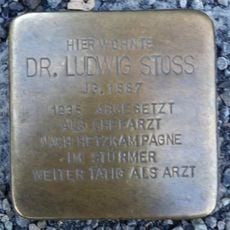 HIER WOHNTE
DR. LUDWIG STOSS
JG. 1887
1935 ABGESETZT
ALS CHEFARZT
NACH HETZKAMPAGNE
IM STÜRMER
WEITER TÄTIG ALS ARZT